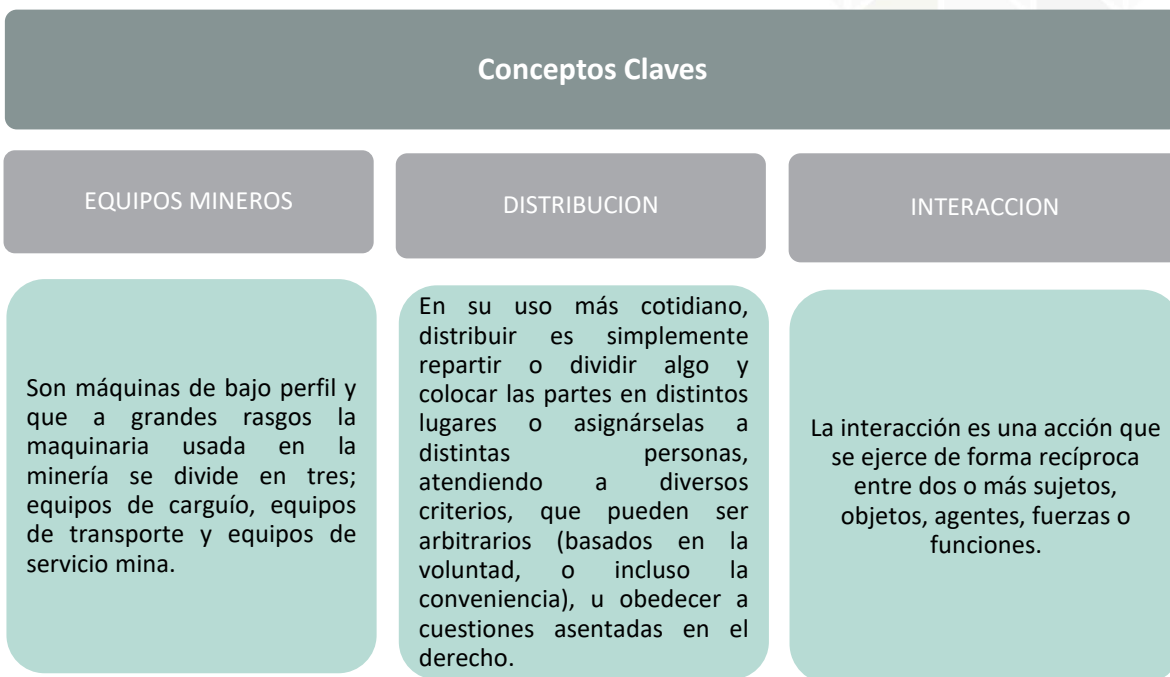 Conceptos Claves
EQUIPOS MINEROS
Son máquinas de bajo perfil y
que a grandes rasgos la
maquinaria usada en la
minería se divide en tres;
equipos de carguío, equipos
de transporte y equipos de
servicio mina.
DISTRIBUCION
En su uso más cotidiano,
distribuir es simplemente
repartir o dividir algo y
colocar las partes en distintos
lugares o asignárselas a
distintas personas,
atendiendo a diversos
criterios, que pueden ser
arbitrarios (basados en la
voluntad, o incluso la
conveniencia), u obedecer a
cuestiones asentadas en el
derecho.
INTERACCION
La interacción es una acción que
se ejerce de forma recíproca
entre dos o más sujetos,
objetos, agentes, fuerzas o
funciones.